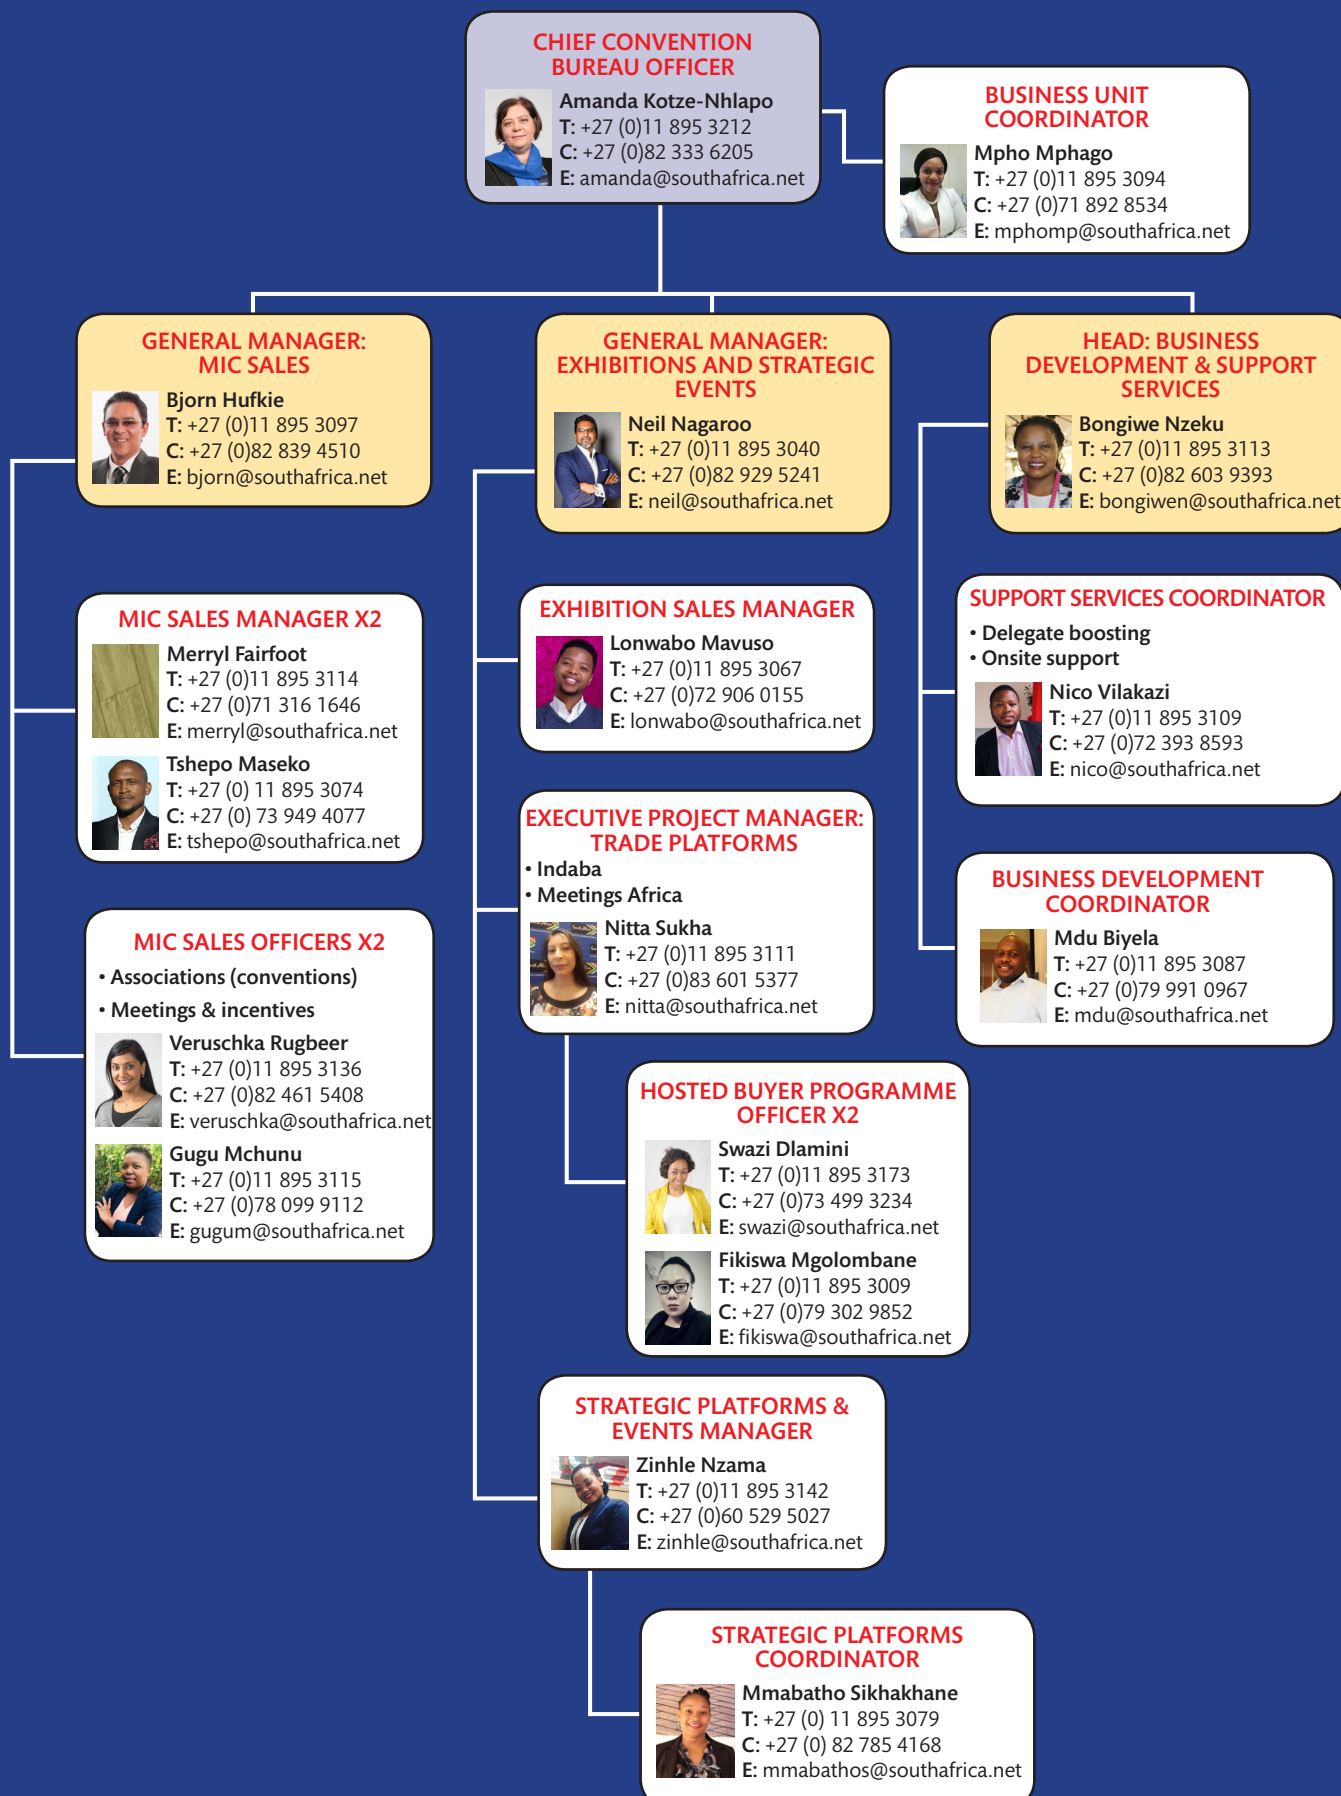 CHIEF CONVENTION
BUREAU OFFICER
Amanda Kotze-Nhlapo
T: +27 (0)11 895 3212
C: +27 (0)82 333 6205
E: amanda@southafrica.net
BUSINESS UNIT
COORDINATOR
Mpho Mphago
T: +27 (0)11 895 3094
C: +27 (0)71 892 8534
E: mphomp@southafrica.net
GENERAL MANAGER:
MIC SALES
Bjorn Hufkie
T: +27 (0)11 895 3097
C: +27 (0)82 839 4510
E: bjorn@southafrica.net
GENERAL MANAGER:
EXHIBITIONS AND STRATEGIC
EVENTS
Neil Nagaroo
T: +27 (0)11 895 3040
C: +27 (0)82 929 5241
E: neil@southafrica.net
HEAD: BUSINESS
DEVELOPMENT & SUPPORT
SERVICES
Bongiwe Nzeku
T: +27 (0)11 895 3113
C: +27 (0)82 603 9393
E: bongiwen@southafrica.net
MIC SALES MANAGER X2
Merryl Fairfoot
T: +27 (0)11 895 3114
C: +27 (0)71 316 1646
E: merryl@southafrica.net
Tshepo Maseko
T: +27 (0) 11 895 3074
C: +27 (0) 73 949 4077
E: tshepo@southafrica.net
MIC SALES OFFICERS X2
• Associations (conventions)
• Meetings & incentives
Veruschka Rugbeer
T: +27 (0)11 895 3136
C: +27 (0)82 461 5408
E: veruschka@southafrica.net
Gugu Mchunu
T: +27 (0)11 895 3115
C: +27 (0)78 099 9112
E: gugum@southafrica.net
EXHIBITION SALES MANAGER
Lonwabo Mavuso
T: +27 (0)11 895 3067
C: +27 (0)72 906 0155
E: lonwabo@southafrica.net
EXECUTIVE PROJECT MANAGER:
TRADE PLATFORMS
• Indaba
• Meetings Africa
Nitta Sukha
T: +27 (0)11 895 3111
C: +27 (0)83 601 5377
E: nitta@southafrica.net
HOSTED BUYER PROGRAMME
OFFICER X2
Swazi Dlamini
T: +27 (0)11 895 3173
C: +27 (0)73 499 3234
E: swazi@southafrica.net
Fikiswa Mgolombane
T: +27 (0)11 895 3009
C: +27 (0)79 302 9852
E: fikiswa@southafrica.net
STRATEGIC PLATFORMS &
EVENTS MANAGER
Zinhle Nzama
T: +27 (0)11 895 3142
C: +27 (0)60 529 5027
E: zinhle@southafrica.net
STRATEGIC PLATFORMS
COORDINATOR
Mmabatho Sikhakhane
T: +27 (0) 11 895 3079
C: +27 (0) 82 785 4168
E: mmabathos@southafrica.net
SUPPORT SERVICES COORDINATOR
• Delegate boosting
• Onsite support
Nico Vilakazi
T: +27 (0)11 895 3109
C: +27 (0)72 393 8593
E: nico@southafrica.net
BUSINESS DEVELOPMENT
COORDINATOR
Mdu Biyela
T: +27 (0)11 895 3087
C: +27 (0)79 991 0967
E: mdu@southafrica.net